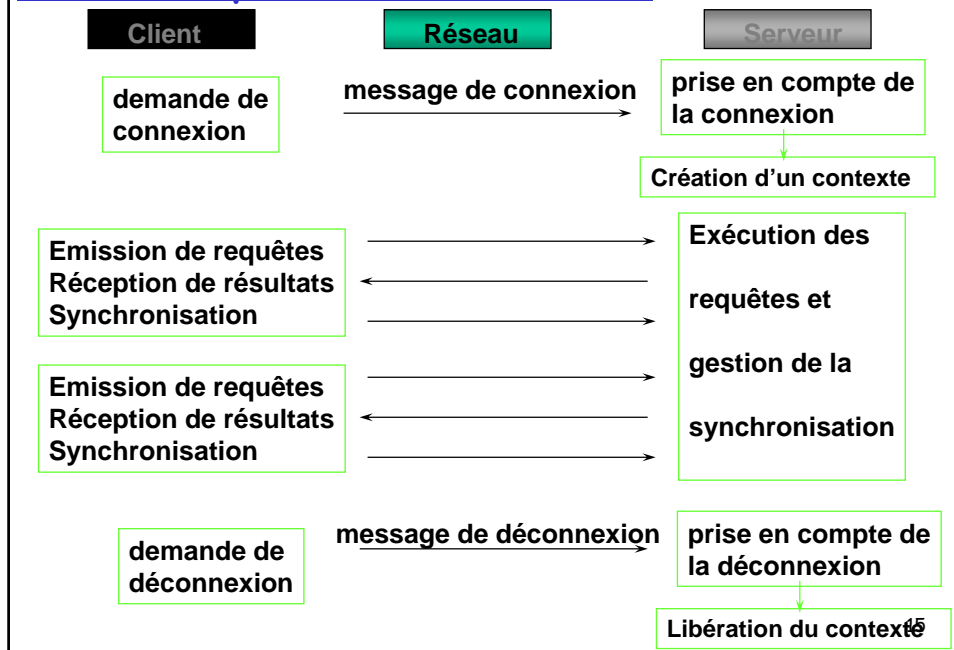 Client
Réseau
Serveur
demande de
connexion
message de connexion
prise en compte de
la connexion
Création d'un contexte
Emission de requêtes
Réception de résultats
Synchronisation
Exécution des
requêtes et
gestion de la
synchronisation
Emission de requêtes
Réception de résultats
Synchronisation
demande de
déconnexion
message de déconnexion
prise en compte de
la déconnexion
Libération du contexte
15